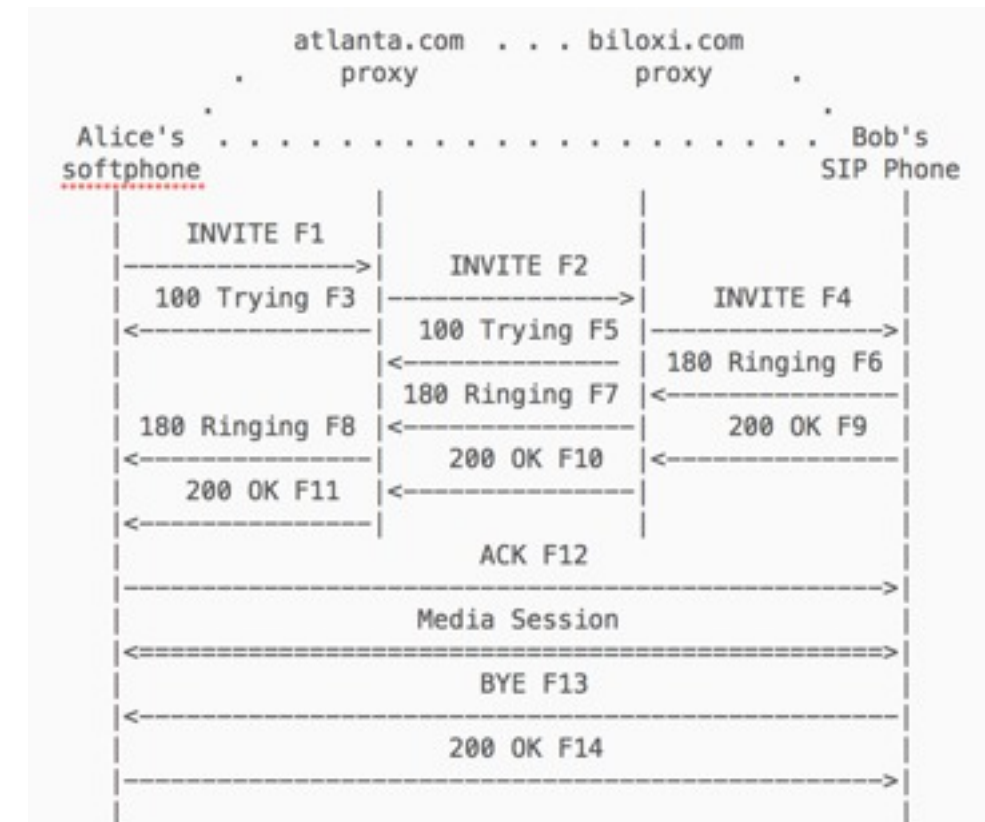 atlanta.com . . . biloxi.com
. proxy proxy .
. .
Alice's . . . . . . . . . . . . . . . . . . . . Bob's
softphone SIP Phone
| | | |
| INVITE F1 | | |
|--------------->| INVITE F2 | |
| 100 Trying F3 |--------------->| INVITE F4 |
|<---------------| 100 Trying F5 |--------------->|
| |<--------------- | 180 Ringing F6 |
| | 180 Ringing F7 |<---------------|
| 180 Ringing F8 |<---------------| 200 OK F9 |
|<---------------| 200 OK F10 |<---------------|
| 200 OK F11 |<---------------| |
|<---------------| | |
| ACK F12 |
|------------------------------------------------->|
| Media Session |
|<================================================>|
| BYE F13 |
|<-------------------------------------------------|
| 200 OK F14 |
|------------------------------------------------->|
| |